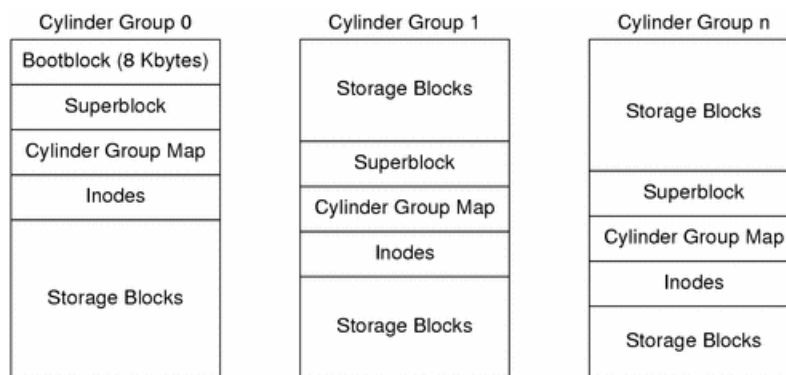 Cylinder Group 0
Bootblock (8 Kbytes)
Superblock
Cylinder Group Map
Inodes
Storage Blocks
Cylinder Group 1
Storage Blocks
Superblock
Cylinder Group Map
Inodes
Storage Blocks
Cylinder Group n
Storage Blocks
Superblock
Cylinder Group Map
Inodes
Storage Blocks